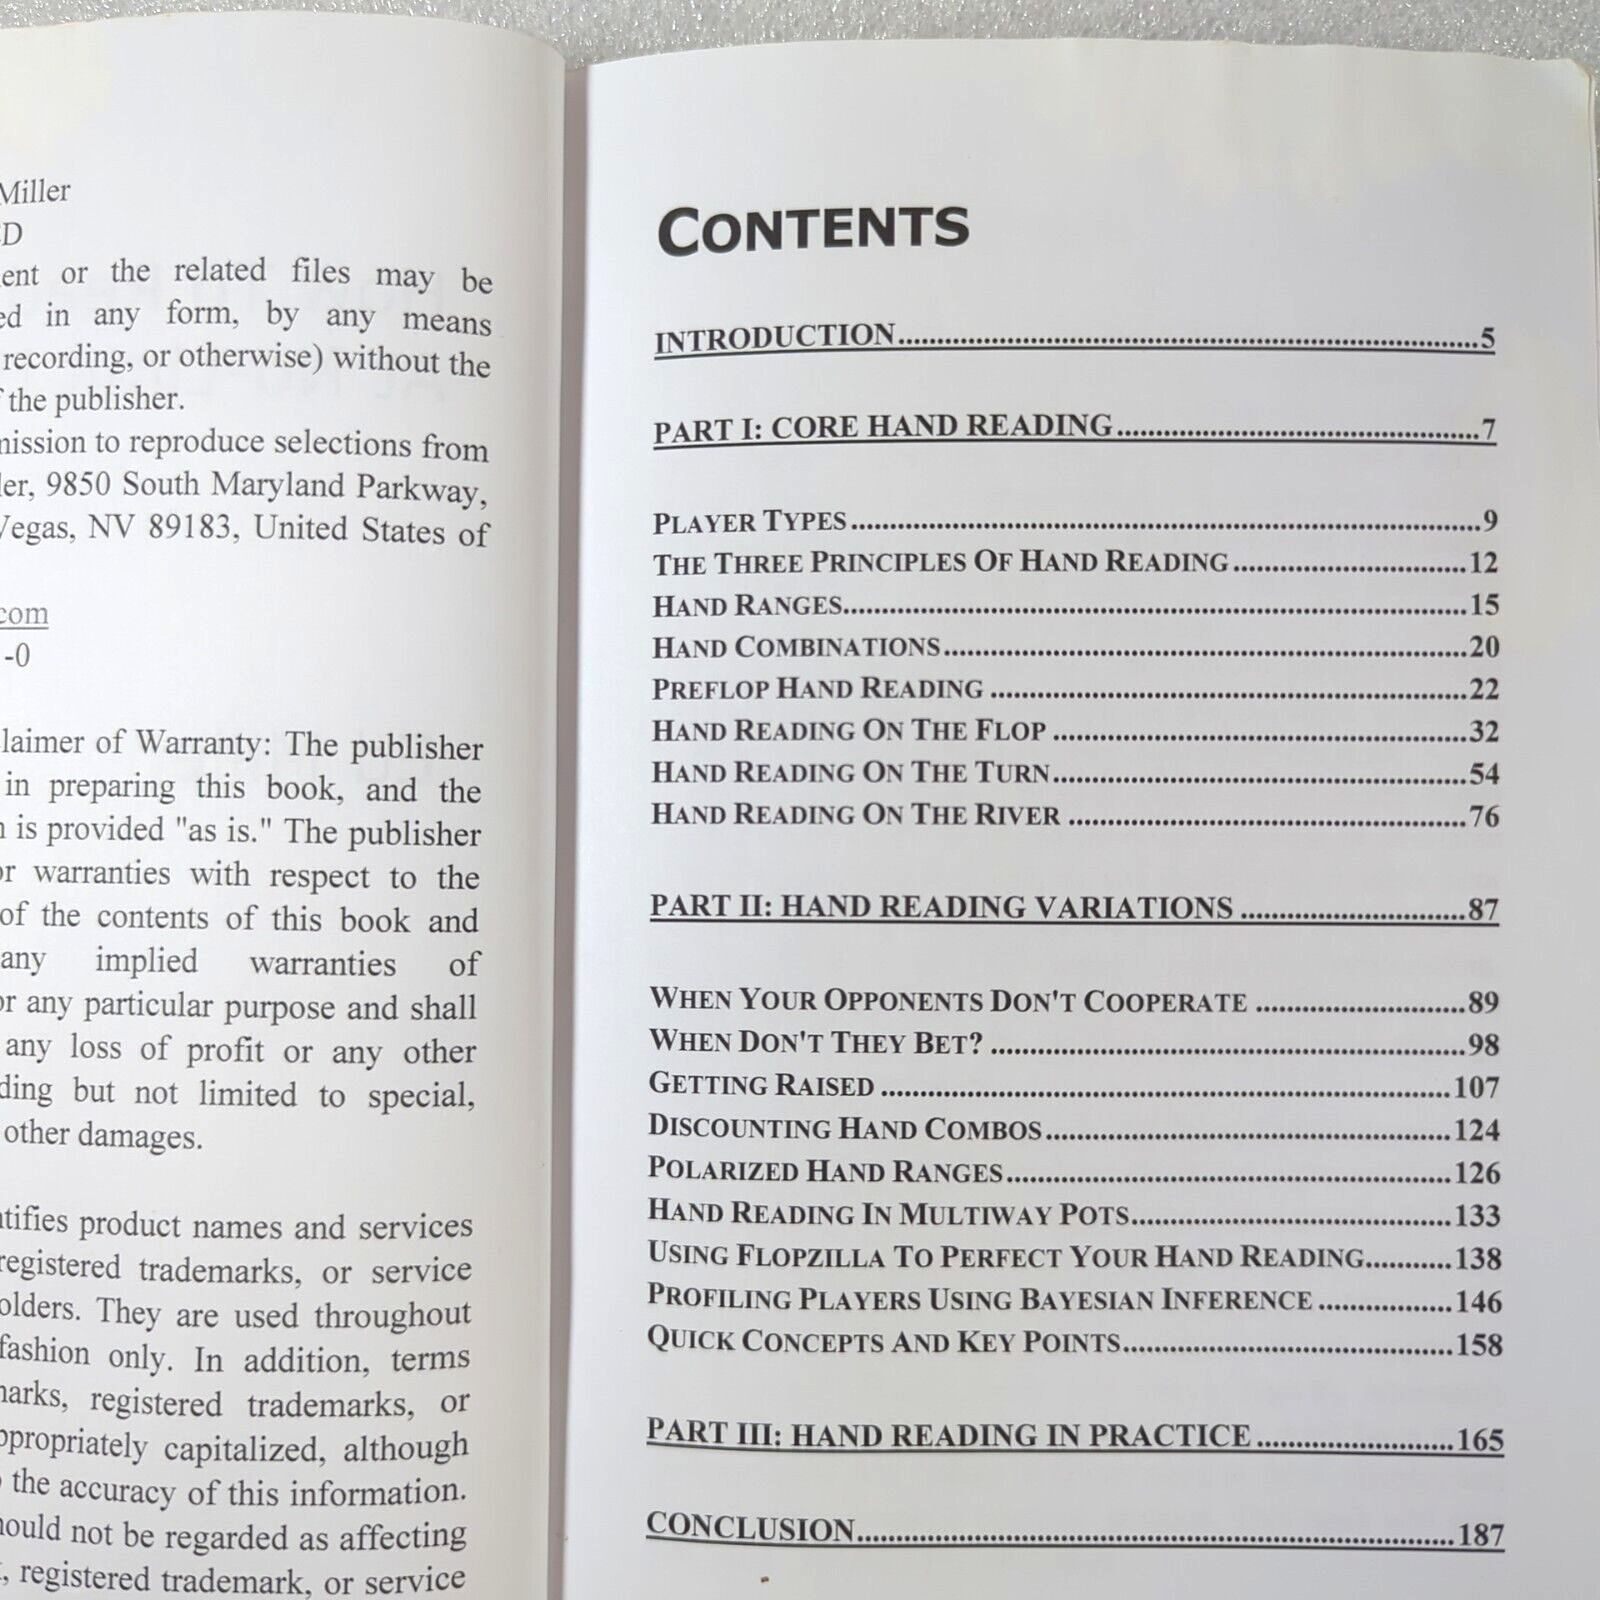 Miller
ent or the related files may be
ed in any form, by any means
recording, or otherwise) without the
the publisher.
mission to reproduce selections from
ler, 9850 South Maryland Parkway,
Vegas, NV 89183, United States of
com
-0
laimer of Warranty: The publisher
in preparing this book, and the
is provided "as is." The publisher
or warranties with respect to the
of the contents of this book and
any implied warranties of
or any particular purpose and shall
any loss of profit or any other
ding but not limited to special,
other damages.
ntifies product names and services
registered trademarks, or service
olders. They are used throughout
fashion only. In addition, terms
marks, registered trademarks, or
ppropriately capitalized, although
the accuracy of this information.
hould not be regarded as affecting
registered trademark, or service
CONTENTS
INTRODUCTION..........5
PART I: CORE HAND READING..........7
PLAYER TYPES..........9
THE THREE PRINCIPLES OF HAND READING..........12
HAND RANGES..........15
HAND COMBINATIONS..........20
PREFLOP HAND READING..........22
HAND READING ON THE FLOP..........32
HAND READING ON THE TURN..........54
HAND READING ON THE RIVER..........76
PART II: HAND READING VARIATIONS..........87
WHEN YOUR OPPONENTS DON'T COOPERATE..........89
WHEN DON'T THEY BET?..........98
GETTING RAISED..........107
DISCOUNTING HAND COMBOS..........124
POLARIZED HAND RANGES..........126
HAND READING IN MULTIWAY POTS..........133
USING FLOPZILLA TO PERFECT YOUR HAND READING..........138
PROFILING PLAYERS USING BAYESIAN INFERENCE..........146
QUICK CONCEPTS AND KEY POINTS..........158
PART III: HAND READING IN PRACTICE..........165
CONCLUSION..........187